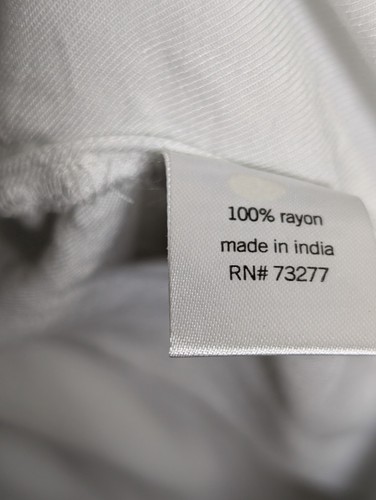 100% rayon
made in india
RN# 73277